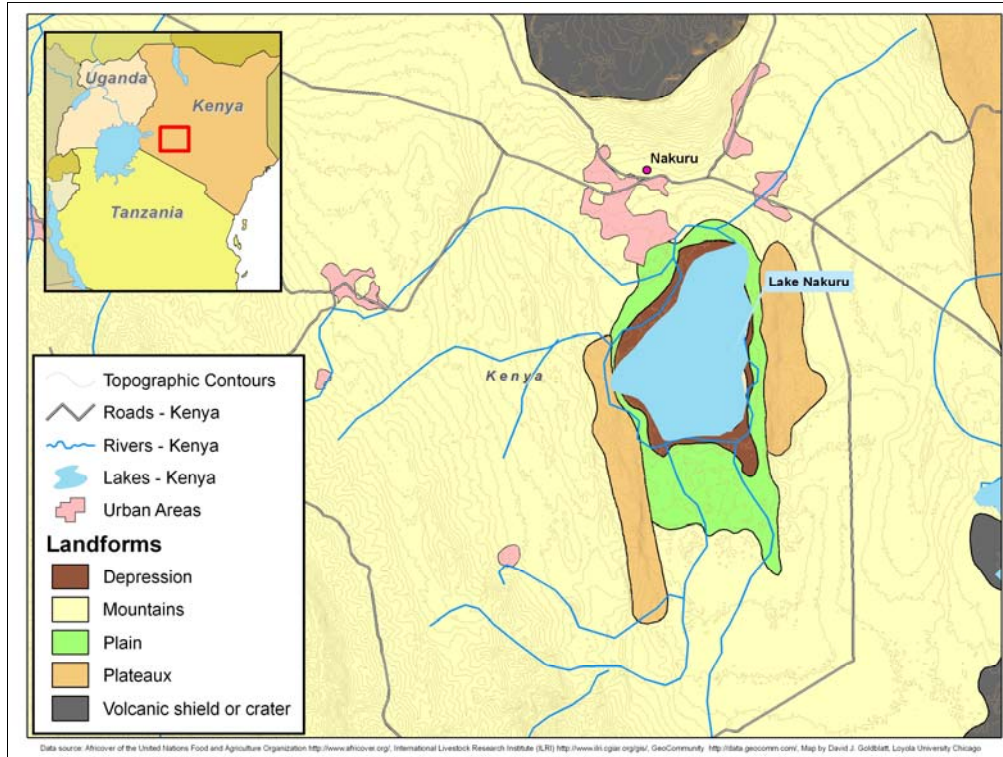 Uganda
Kenya
Tanzania
Nakuru
Lake Nakuru
Kenya
Topographic Contours
Roads - Kenya
Rivers - Kenya
Lakes - Kenya
Urban Areas
Landforms
Depression
Mountains
Plain
Plateaux
Volcanic shield or crater
Data source: Africover of the United Nations Food and Agriculture Organization http://www.africover.org/, International Livestock Research Institute (ILRI) http://www.ilri.cgiar.org/gis/, GeoCommunity http://data.geocomm.com/, Map by David J. Goldblatt, Loyola University Chicago